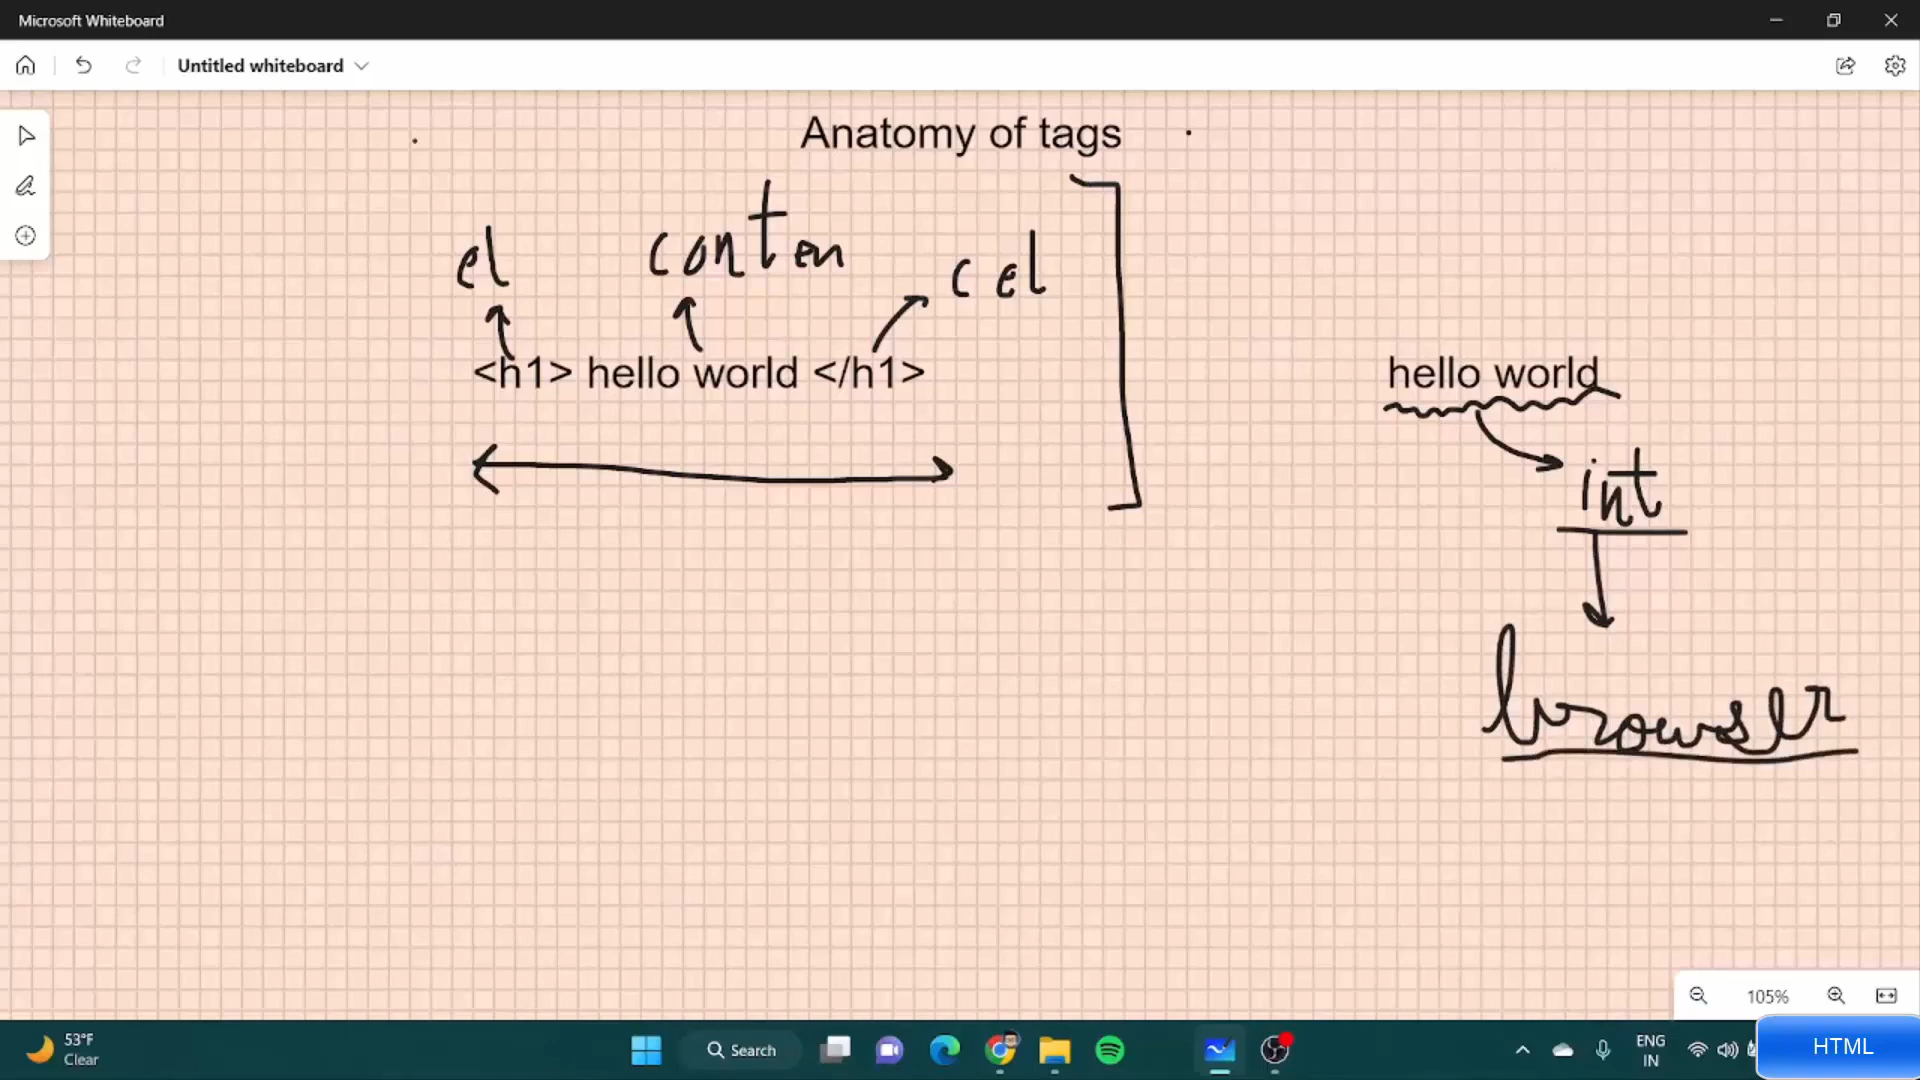 Microsoft Whiteboard
Untitled whiteboard
Anatomy of tags
el conten c el
<h1> hello world </h1>
hello world
int
browser
105%
53°F
Clear
Search
ENG
IN
HTML